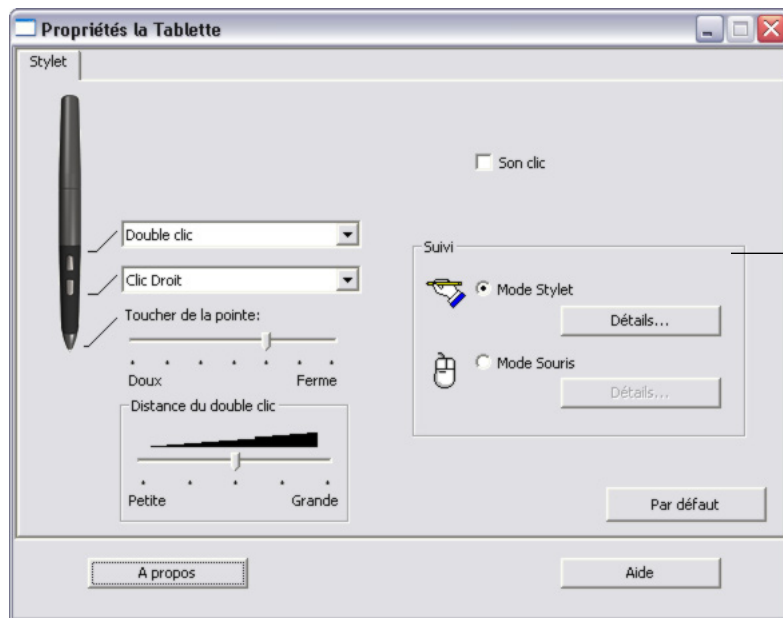 Propriétés la Tablette
Stylet
Son clic
Double clic
Clic Droit
Toucher de la pointe:
Doux Ferme
Distance du double clic
Petite Grande
Suivi
Mode Stylet
Détails...
Mode Souris
Détails...
Par défaut
A propos
Aide